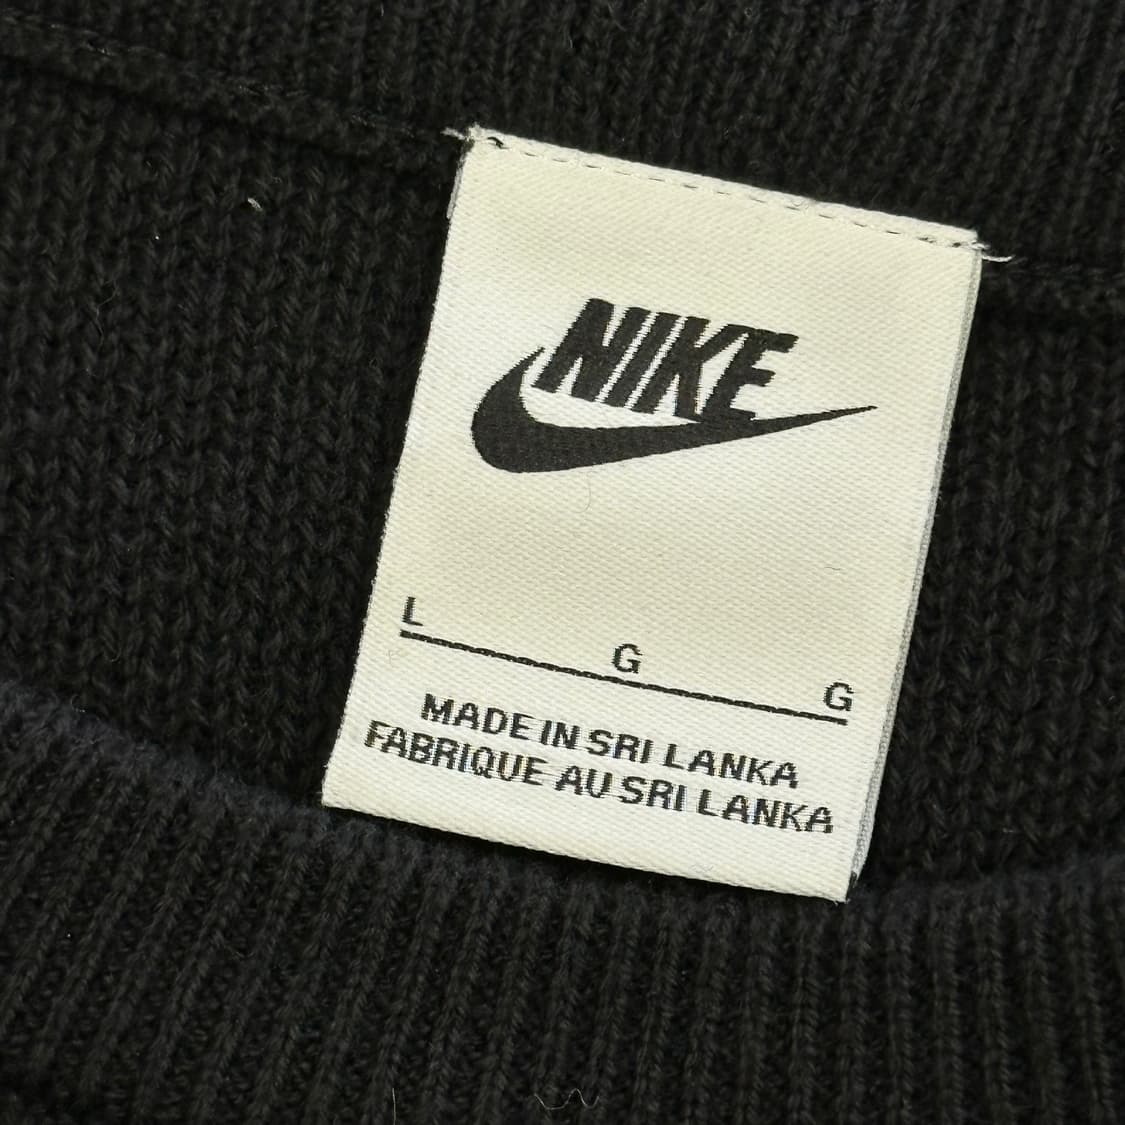 NIKE
L G G
MADE IN SRI LANKA
FABRIQUE AU SRI LANKA